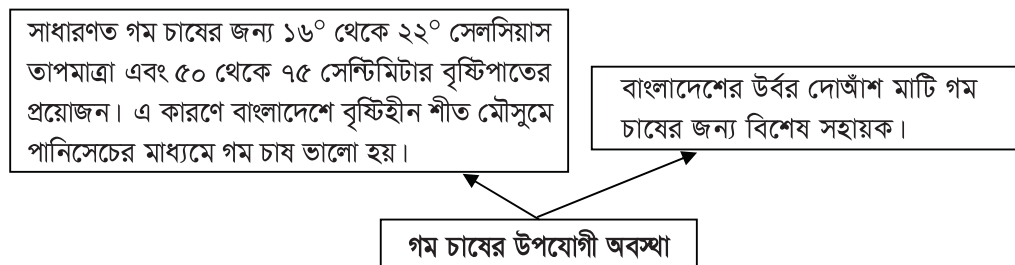 সাধারণত গম চাষের জন্য ১৬° থেকে ২২° সেলসিয়াস
তাপমাত্রা এবং ৫০ থেকে ৭৫ সেন্টিমিটার বৃষ্টিপাতের
প্রয়োজন। এ কারণে বাংলাদেশে বৃষ্টিহীন শীত মৌসুমে
পানিসেচের মাধ্যমে গম চাষ ভালো হয়।
বাংলাদেশের উর্বর দোআঁশ মাটি গম
চাষের জন্য বিশেষ সহায়ক।
গম চাষের উপযোগী অবস্থা